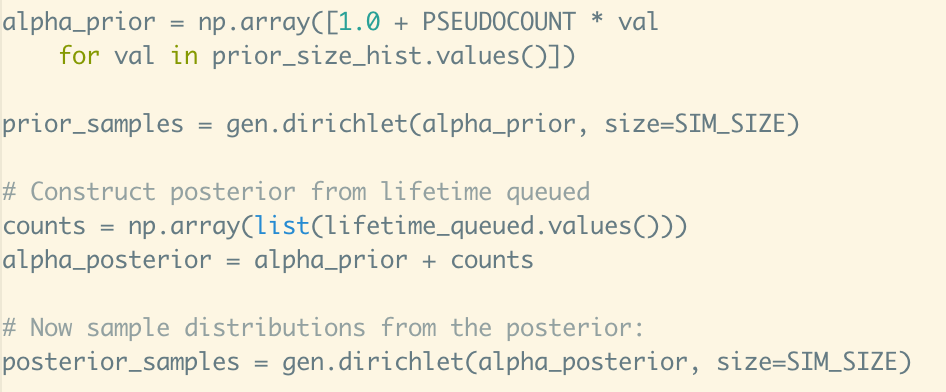 alpha_prior = np.array([1.0 + PSEUDOCOUNT * val
    for val in prior_size_hist.values()])

prior_samples = gen.dirichlet(alpha_prior, size=SIM_SIZE)

# Construct posterior from lifetime queued
counts = np.array(list(lifetime_queued.values()))
alpha_posterior = alpha_prior + counts

# Now sample distributions from the posterior:
posterior_samples = gen.dirichlet(alpha_posterior, size=SIM_SIZE)